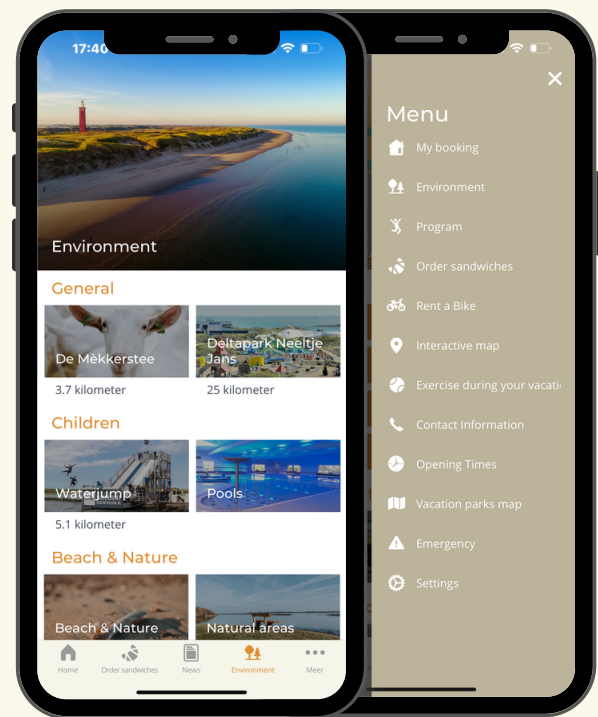 17:40
Environment
General
De Mèkkerstee
Deltapark Neeltje
Jans
3.7 kilometer
25 kilometer
Children
Waterjump
Pools
5.1 kilometer
Beach & Nature
Beach & Nature
Natural areas
Home
Order sandwiches
News
Environment
Meer
Menu
My booking
Environment
Program
Order sandwiches
Rent a Bike
Interactive map
Exercise during your vacati
Contact Information
Opening Times
Vacation parks map
Emergency
Settings